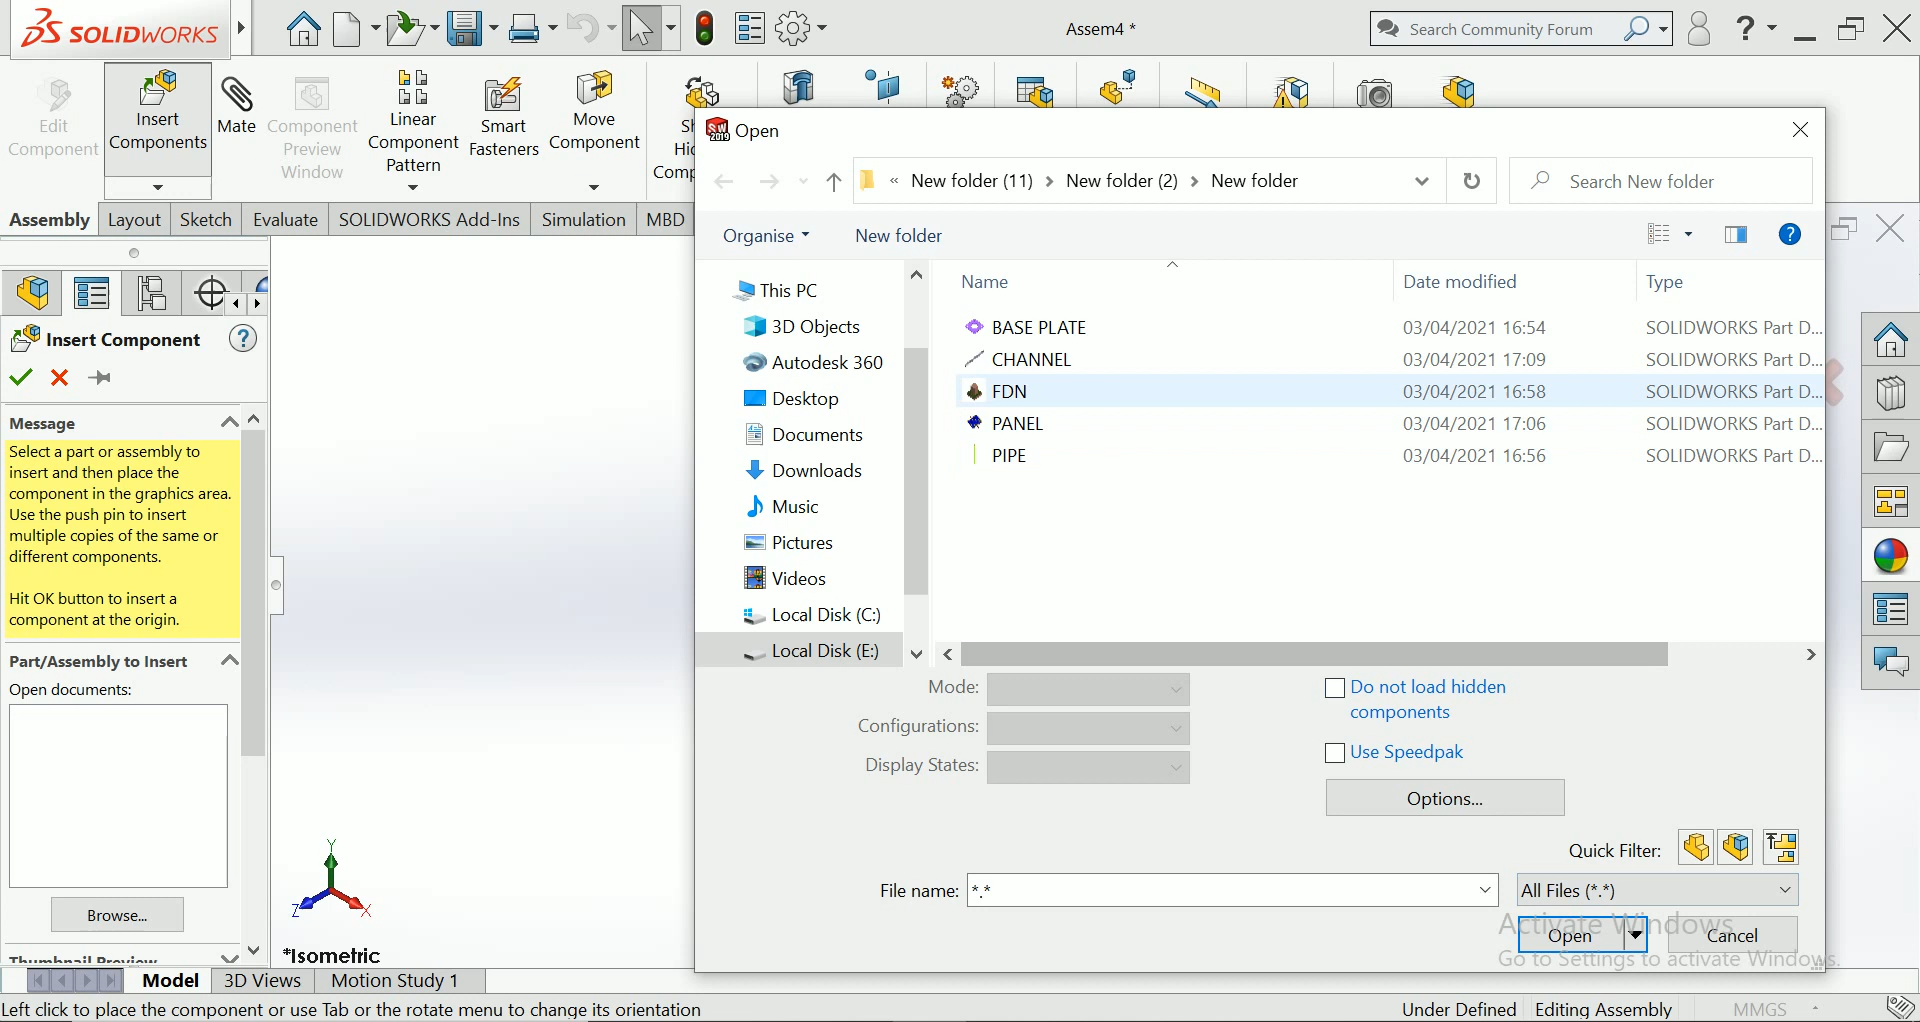 SOLIDWORKS
Assem4 *
Search Community Forum
?
Edit
Component
Insert
Components
Mate
Component
Preview
Window
Linear
Component
Pattern
Smart
Fasteners
Move
Component
Sh
Hid
Comp
Assembly
Layout
Sketch
Evaluate
SOLIDWORKS Add-Ins
Simulation
MBD
Insert Component
?
Message
Select a part or assembly to
insert and then place the
component in the graphics area.
Use the push pin to insert
multiple copies of the same or
different components.
Hit OK button to insert a
component at the origin.
Part/Assembly to Insert
Open documents:
Browse...
Thumbnail Preview
Y
Z
X
*Isometric
SW
2019
Open
« New folder (11) › New folder (2) › New folder
Search New folder
Organise
New folder
?
This PC
3D Objects
Autodesk 360
Desktop
Documents
Downloads
Music
Pictures
Videos
Local Disk (C:)
Local Disk (E:)
Name
Date modified
Type
BASE PLATE 03/04/2021 16:54 SOLIDWORKS Part D...
CHANNEL 03/04/2021 17:09 SOLIDWORKS Part D...
FDN 03/04/2021 16:58 SOLIDWORKS Part D...
PANEL 03/04/2021 17:06 SOLIDWORKS Part D...
PIPE 03/04/2021 16:56 SOLIDWORKS Part D...
Mode:
Configurations:
Display States:
Do not load hidden
components
Use Speedpak
Options...
Quick Filter:
File name: *.*
All Files (*.*)
Open
Cancel
Activate Windows
Go to Settings to activate Windows.
Model
3D Views
Motion Study 1
Left click to place the component or use Tab or the rotate menu to change its orientation
Under Defined
Editing Assembly
MMGS